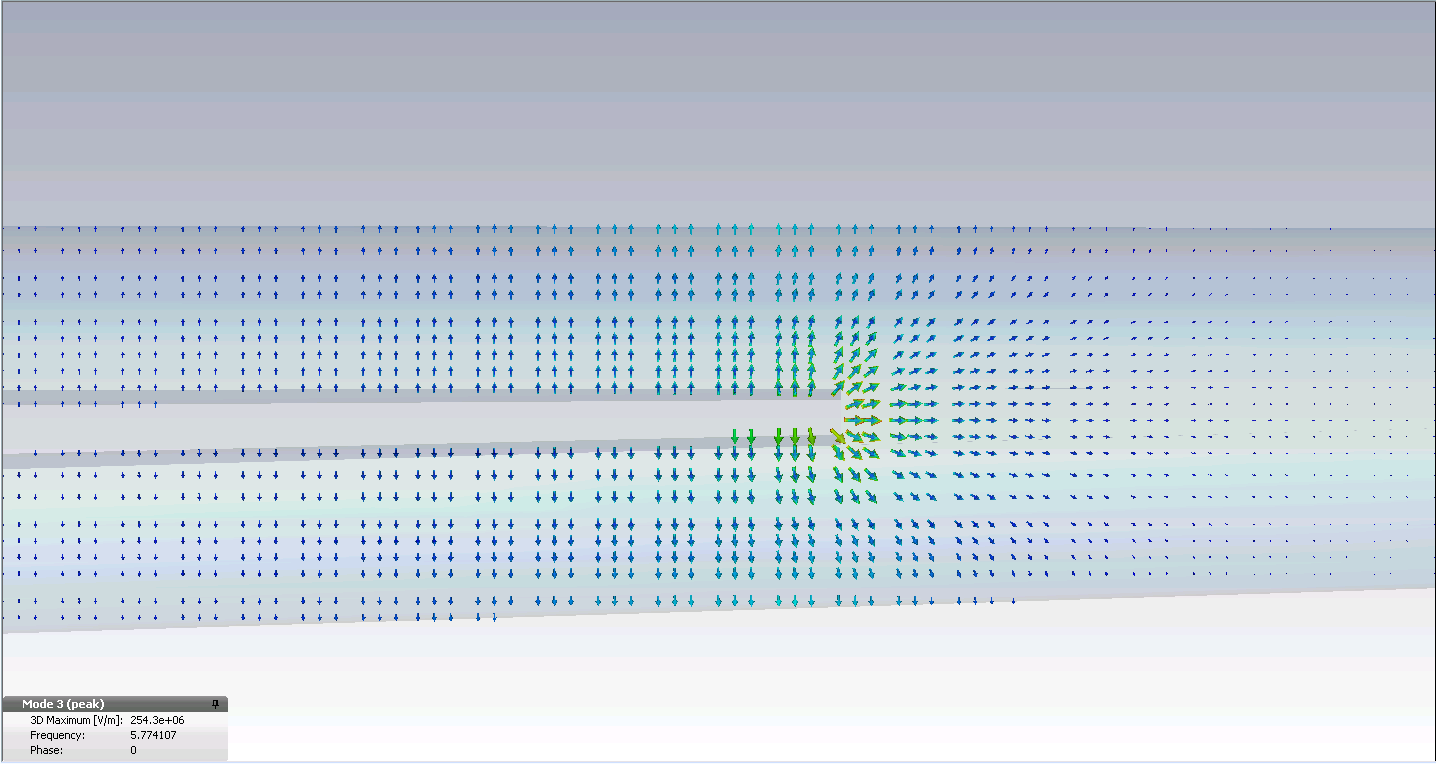 Mode 3 (peak)
3D Maximum [V/m]: 254.3e+06
Frequency: 5.774107
Phase: 0